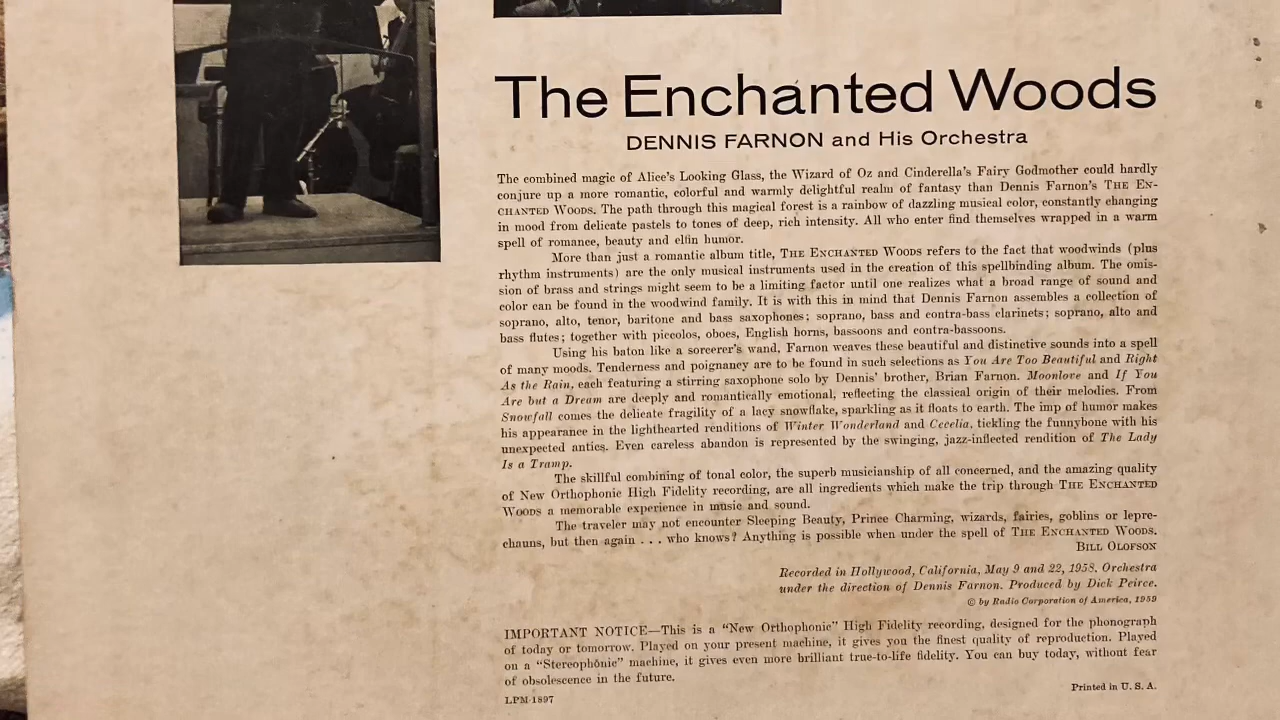 The Enchanted Woods
DENNIS FARNON and His Orchestra
The combined magic of Alice's Looking Glass, the Wizard of Oz and Cinderella's Fairy Godmother could hardly
conjure up a more romantic, colorful and warmly delightful realm of fantasy than Dennis Farnon's THE EN-
CHANTED WOODS. The path through this magical forest is a rainbow of dazzling musical color, constantly changing
in mood from delicate pastels to tones of deep, rich intensity. All who enter find themselves wrapped in a warm
spell of romance, beauty and elfin humor.
More than just a romantic album title, THE ENCHANTED WOODS refers to the fact that woodwinds (plus
rhythm instruments) are the only musical instruments used in the creation of this spellbinding album. The omis-
sion of brass and strings might seem to be a limiting factor until one realizes what a broad range of sound and
color can be found in the woodwind family. It is with this in mind that Dennis Farnon assembles a collection of
soprano, alto, tenor, baritone and bass saxophones; soprano, bass and contra-bass clarinets; soprano, alto and
bass flutes; together with piccolos, oboes, English horns, bassoons and contra-bassoons.
Using his baton like a sorcerer's wand, Farnon weaves these beautiful and distinctive sounds into a spell
of many moods. Tenderness and poignancy are to be found in such selections as You Are Too Beautiful and Right
As the Rain, each featuring a stirring saxophone solo by Dennis' brother, Brian Farnon. Moonlove and If You
Are but a Dream are deeply and romantically emotional, reflecting the classical origin of their melodies. From
Snowfall comes the delicate fragility of a lacy snowflake, sparkling as it floats to earth. The imp of humor makes
his appearance in the lighthearted renditions of Winter Wonderland and Cecelia, tickling the funnybone with his
unexpected antics. Even careless abandon is represented by the swinging, jazz-inflected rendition of The Lady
Is a Tramp.
The skillful combining of tonal color, the superb musicianship of all concerned, and the amazing quality
of New Orthophonic High Fidelity recording, are all ingredients which make the trip through THE ENCHANTED
WOODS a memorable experience in music and sound.
The traveler may not encounter Sleeping Beauty, Prince Charming, wizards, fairies, goblins or lepre-
chauns, but then again . . . who knows? Anything is possible when under the spell of THE ENCHANTED WOODS.
BILL OLOFSON
Recorded in Hollywood, California, May 9 and 22, 1958. Orchestra
under the direction of Dennis Farnon. Produced by Dick Peirce.
© by Radio Corporation of America, 1959
IMPORTANT NOTICE—This is a "New Orthophonic" High Fidelity recording, designed for the phonograph
of today or tomorrow. Played on your present machine, it gives you the finest quality of reproduction. Played
on a "Stereophonic" machine, it gives even more brilliant true-to-life fidelity. You can buy today, without fear
of obsolescence in the future.
LPM-1897
Printed in U. S. A.